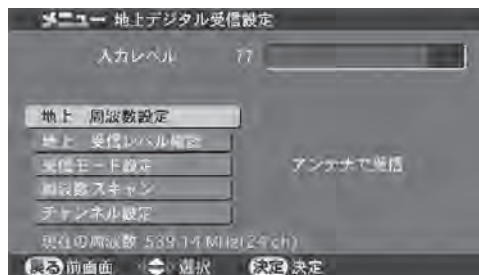 メニュー 地上デジタル受信設定
入力レベル 77
地上 周波数設定
地上 受信レベル確認
受信モード設定
アンテナで受信
周波数スキャン
チャンネル設定
現在の周波数 539.14 MHz(24ch)
戻る 前画面 選択 決定 決定